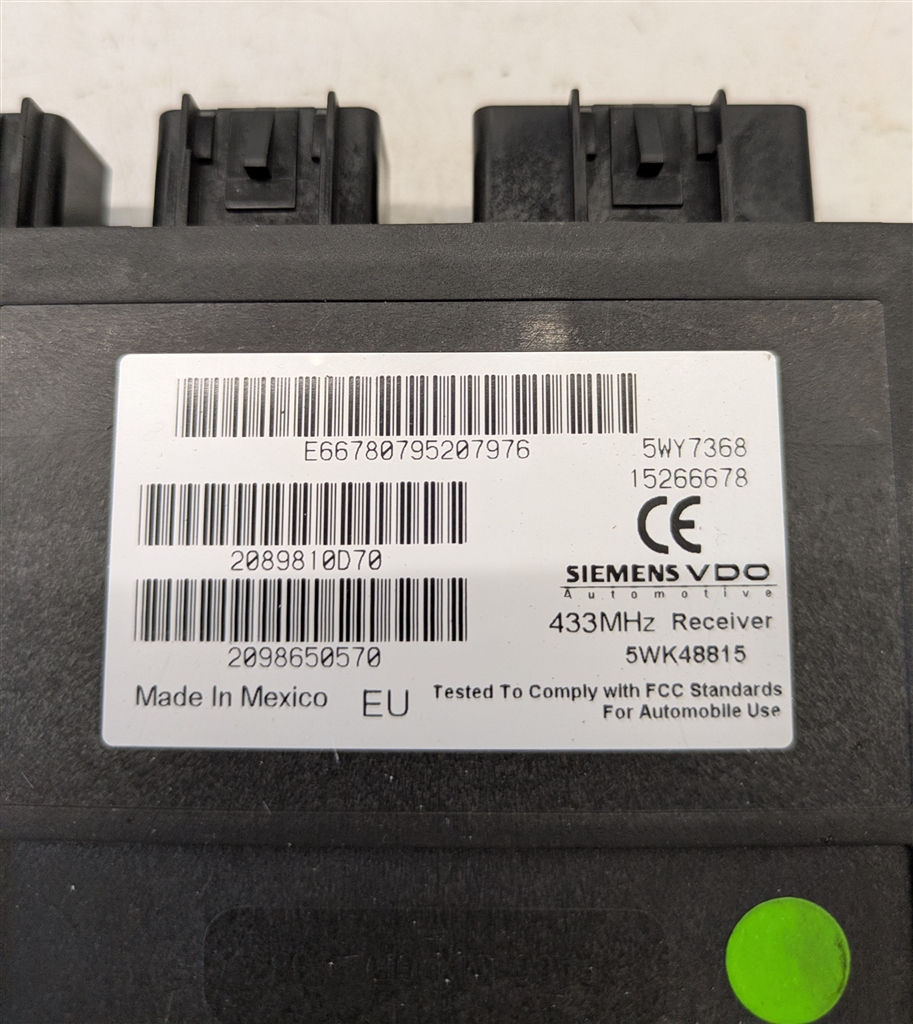 E66780795207976
5WY7368
15266678
CE
2089810D70
SIEMENS VDO
Automotive
433MHz Receiver
2098650570
5WK48815
Made In Mexico
EU
Tested To Comply with FCC Standards
For Automobile Use